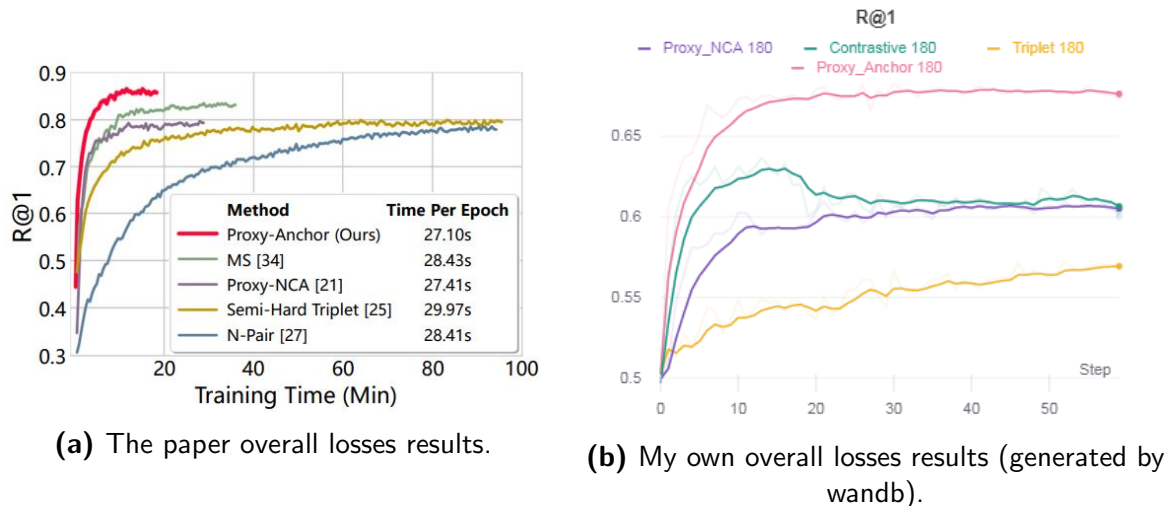 0.9
0.8
0.7
0.6
0.5
0.4
0.3
R@1
Method Time Per Epoch
Proxy-Anchor (Ours) 27.10s
MS [34] 28.43s
Proxy-NCA [21] 27.41s
Semi-Hard Triplet [25] 29.97s
N-Pair [27] 28.41s
20 40 60 80 100
Training Time (Min)
(a) The paper overall losses results.
R@1
Proxy_NCA 180 Contrastive 180 Triplet 180
Proxy_Anchor 180
0.65
0.6
0.55
0.5
Step
0 10 20 30 40 50
(b) My own overall losses results (generated by
wandb).